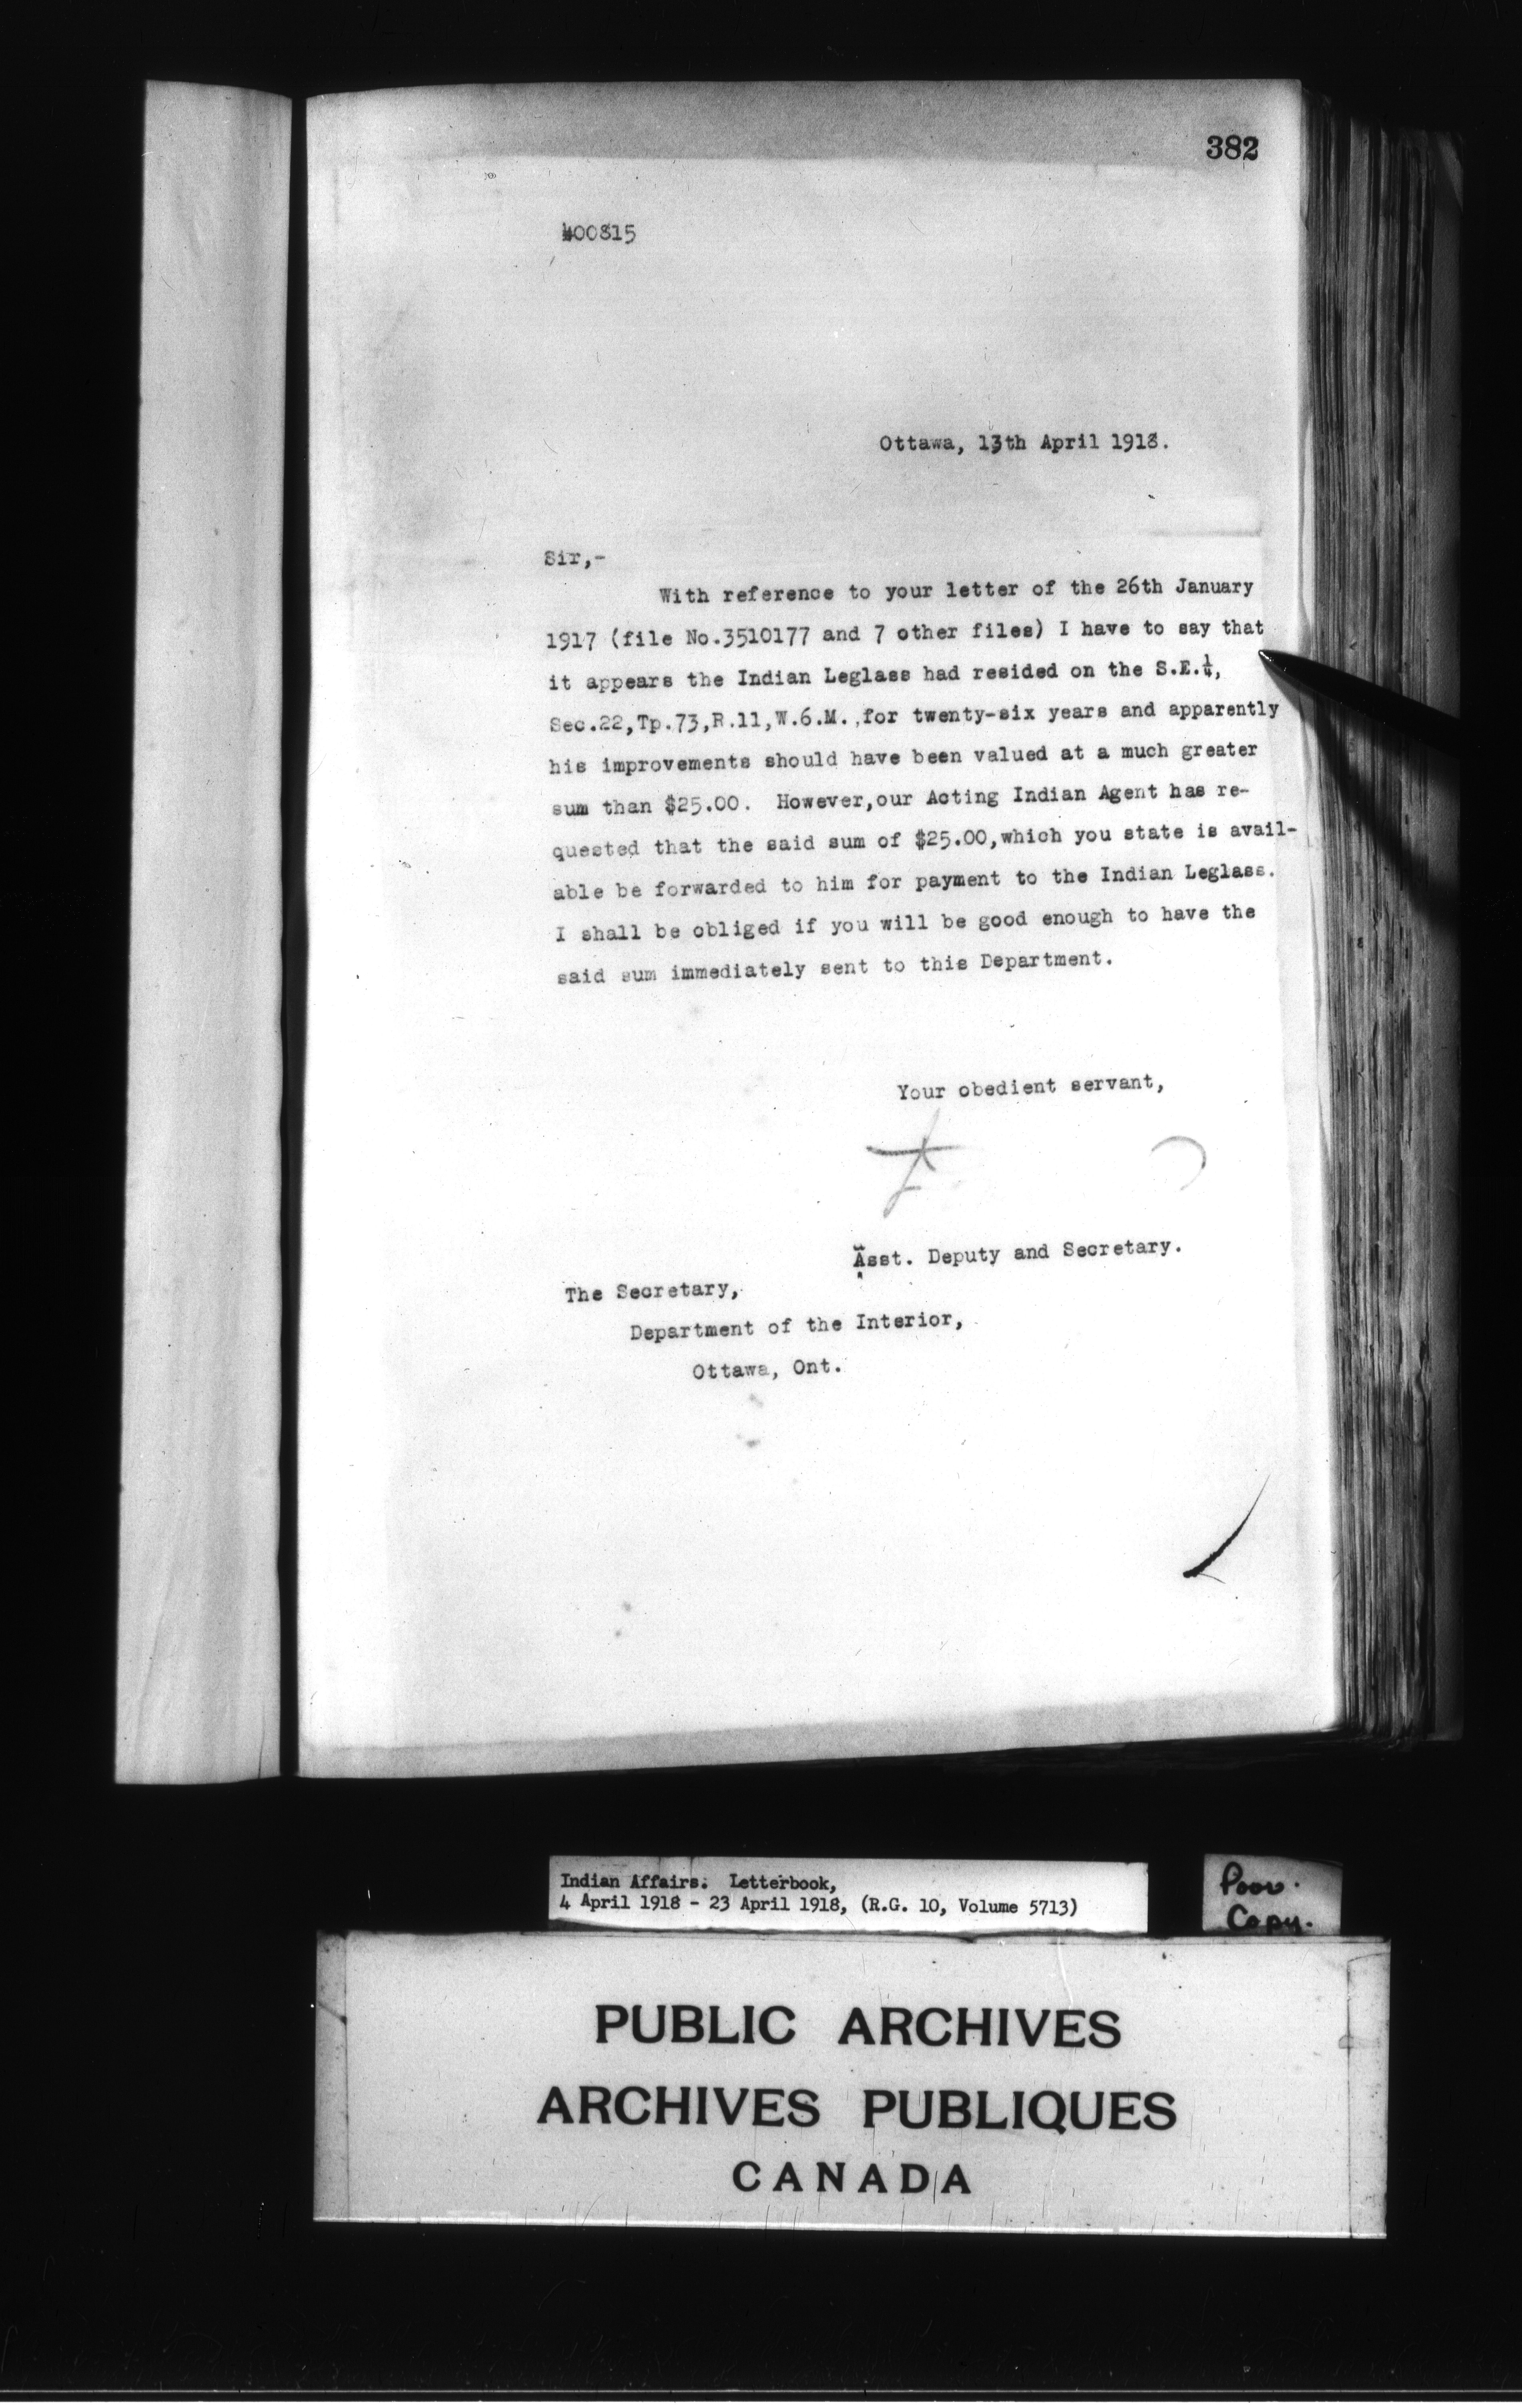 382
400815
Ottawa, 13th April 1918.
Sir,-
With reference to your letter of the 26th January
1917 (file No.3510177 and 7 other files) I have to say that
it appears the Indian Leglass had resided on the S.E.¼,
Sec.22,Tp.73,R.11,W.6.M.,for twenty-six years and apparently
his improvements should have been valued at a much greater
sum than $25.00. However,our Acting Indian Agent has re-
quested that the said sum of $25.00,which you state is avail-
able be forwarded to him for payment to the Indian Leglass.
I shall be obliged if you will be good enough to have the
said sum immediately sent to this Department.
Your obedient servant,
Asst. Deputy and Secretary.
The Secretary,
Department of the Interior,
Ottawa, Ont.
Indian Affairs. Letterbook,
4 April 1918 - 23 April 1918, (R.G. 10, Volume 5713)
Poor.
Copy.
PUBLIC ARCHIVES
ARCHIVES PUBLIQUES
CANADA